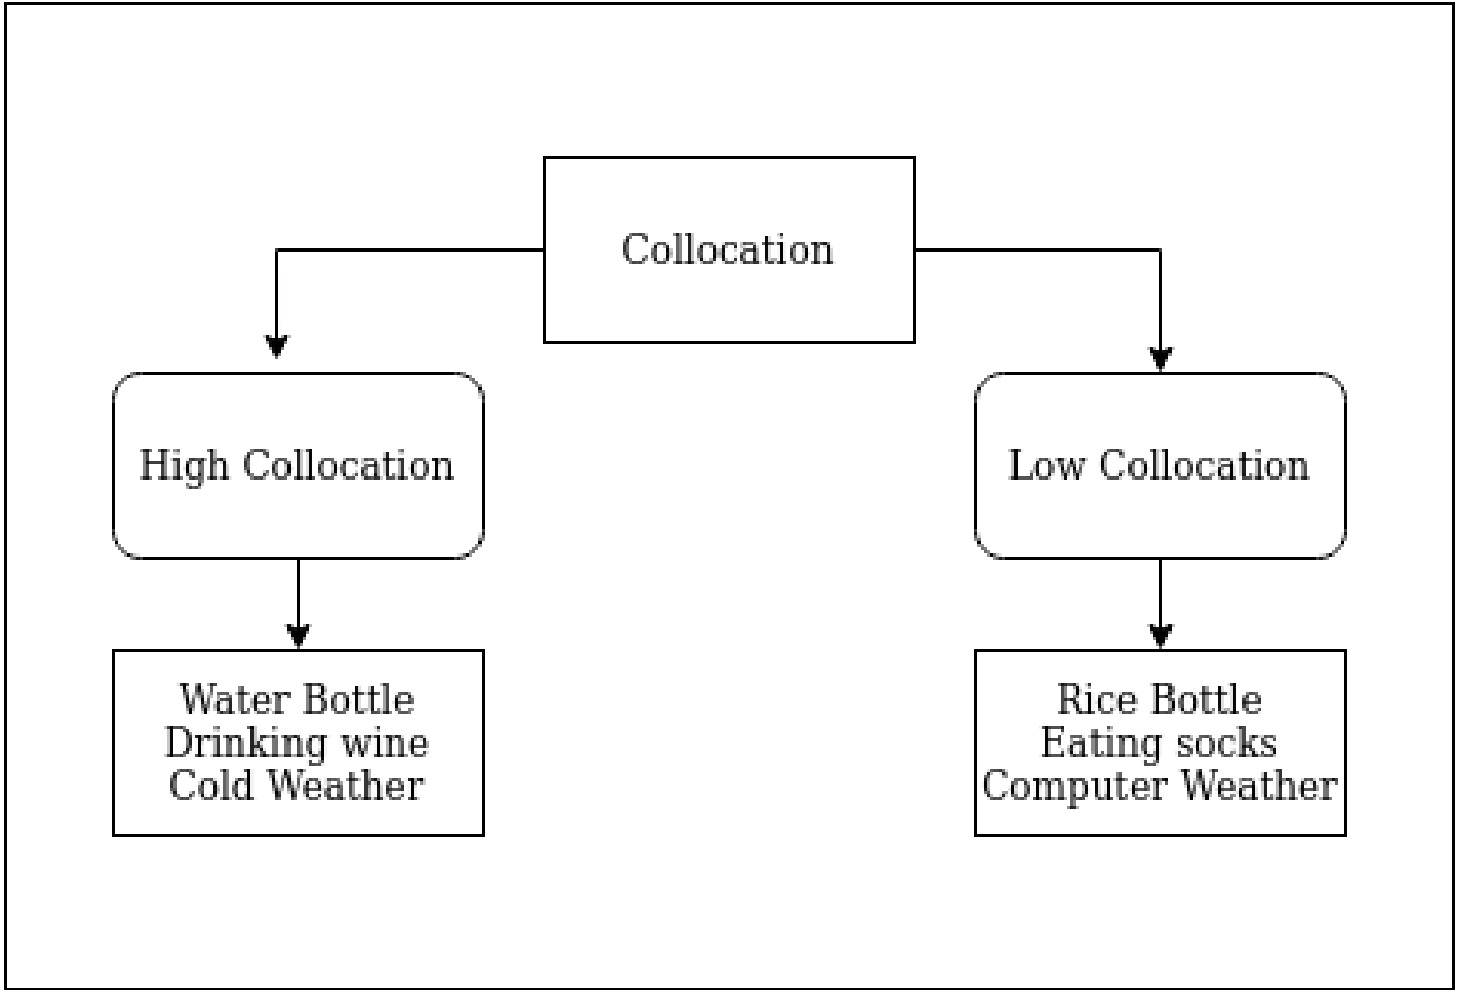 Collocation
High Collocation
Low Collocation
Water Bottle
Drinking wine
Cold Weather
Rice Bottle
Eating socks
Computer Weather